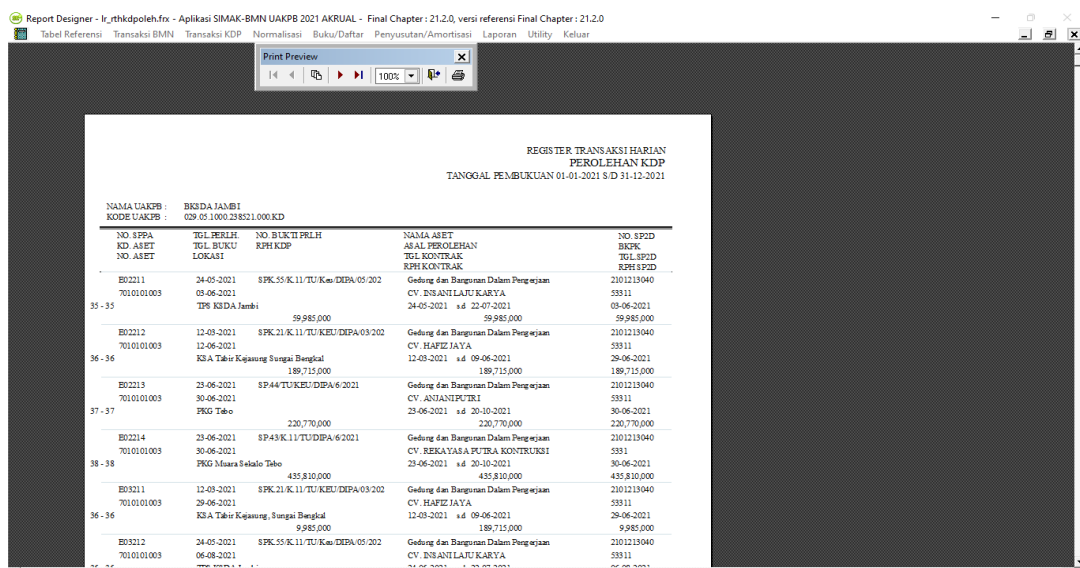 Report Designer - lr_rthkdpoleh.frx - Aplikasi SIMAK-BMN UAKPB 2021 AKRUAL - Final Chapter : 21.2.0, versi referensi Final Chapter : 21.2.0
Tabel Referensi Transaksi BMN Transaksi KDP Normalisasi Buku/Daftar Penyusutan/Amortisasi Laporan Utility Keluar
Print Preview
100%
REGISTER TRANSAKSI HARIAN
PEROLEHAN KDP
TANGGAL PEMBUKUAN 01-01-2021 S/D 31-12-2021
NAMA UAKPB : BKSDA JAMBI
KODE UAKPB : 029.05.1000.238521.000.KD
NO. SPPA TGL.PERLH. NO. BUKTI PRLH NAMA ASET NO. SP2D
KD. ASET TGL. BUKU RPH KDP ASAL PEROLEHAN BKPK
NO. ASET LOKASI TGL KONTRAK TGL.SP2D
RPH KONTRAK RPH SP2D
E02211 24-05-2021 SPK.55/K.11/TU/Keu/DIPA/05/202 Gedung dan Bangunan Dalam Pengerjaan 2101213040
7010101003 03-06-2021 CV. INSANI LAJU KARYA 53311
35 - 35 TPS KSDA Jambi 24-05-2021 s.d 22-07-2021 03-06-2021
59,985,000 59,985,000 59,985,000
E02212 12-03-2021 SPK.21/K.11/TU/KEU/DIPA/03/202 Gedung dan Bangunan Dalam Pengerjaan 2101213040
7010101003 12-06-2021 CV. HAFIZ JAYA 53311
36 - 36 KSA Tabir Kejasung Sungai Bengkal 12-03-2021 s.d 09-06-2021 29-06-2021
189,715,000 189,715,000 189,715,000
E02213 23-06-2021 SP.44/TU/KEU/DIPA/6/2021 Gedung dan Bangunan Dalam Pengerjaan 2101213040
7010101003 30-06-2021 CV. ANJANI PUTRI 53311
37 - 37 PKG Tebo 23-06-2021 s.d 20-10-2021 30-06-2021
220,770,000 220,770,000 220,770,000
E02214 23-06-2021 SP.43/K.11/TU/DIPA/6/2021 Gedung dan Bangunan Dalam Pengerjaan 2101213040
7010101003 30-06-2021 CV. REKAYASA PUTRA KONTRUKSI 5331
38 - 38 PKG Muara Sekalo Tebo 23-06-2021 s.d 20-10-2021 30-06-2021
435,810,000 435,810,000 435,810,000
E03211 12-03-2021 SPK.21/K.11/TU/KEU/DIPA/03/202 Gedung dan Bangunan Dalam Pengerjaan 2101213040
7010101003 29-06-2021 CV. HAFIZ JAYA 53311
36 - 36 KSA Tabir Kejasung, Sungai Bengkal 12-03-2021 s.d 09-06-2021 29-06-2021
9,985,000 189,715,000 9,985,000
E03212 24-05-2021 SPK.55/K.11/TU/Keu/DIPA/05/202 Gedung dan Bangunan Dalam Pengerjaan 2101213040
7010101003 06-08-2021 CV. INSANI LAJU KARYA 53311